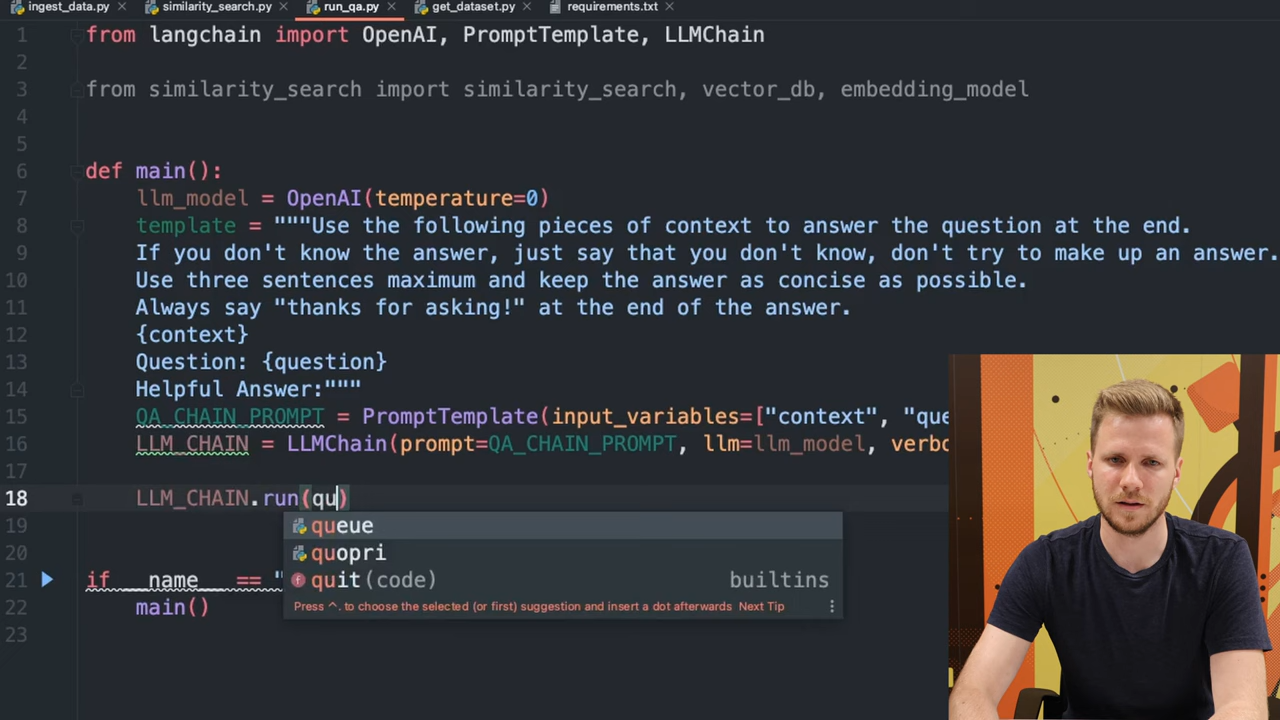 ingest_data.py similarity_search.py run_qa.py get_dataset.py requirements.txt
1 from langchain import OpenAI, PromptTemplate, LLMChain
2
3 from similarity_search import similarity_search, vector_db, embedding_model
4
5
6 def main():
7 llm_model = OpenAI(temperature=0)
8 template = """Use the following pieces of context to answer the question at the end.
9 If you don't know the answer, just say that you don't know, don't try to make up an answer.
10 Use three sentences maximum and keep the answer as concise as possible.
11 Always say "thanks for asking!" at the end of the answer.
12 {context}
13 Question: {question}
14 Helpful Answer:"""
15 QA_CHAIN_PROMPT = PromptTemplate(input_variables=["context", "que
16 LLM_CHAIN = LLMChain(prompt=QA_CHAIN_PROMPT, llm=llm_model, verbo
17
18 LLM_CHAIN.run(qu)
19 queue
20 quopri
21 if __name__ == " quit(code) builtins
Press ^. to choose the selected (or first) suggestion and insert a dot afterwards Next Tip
22 main()
23